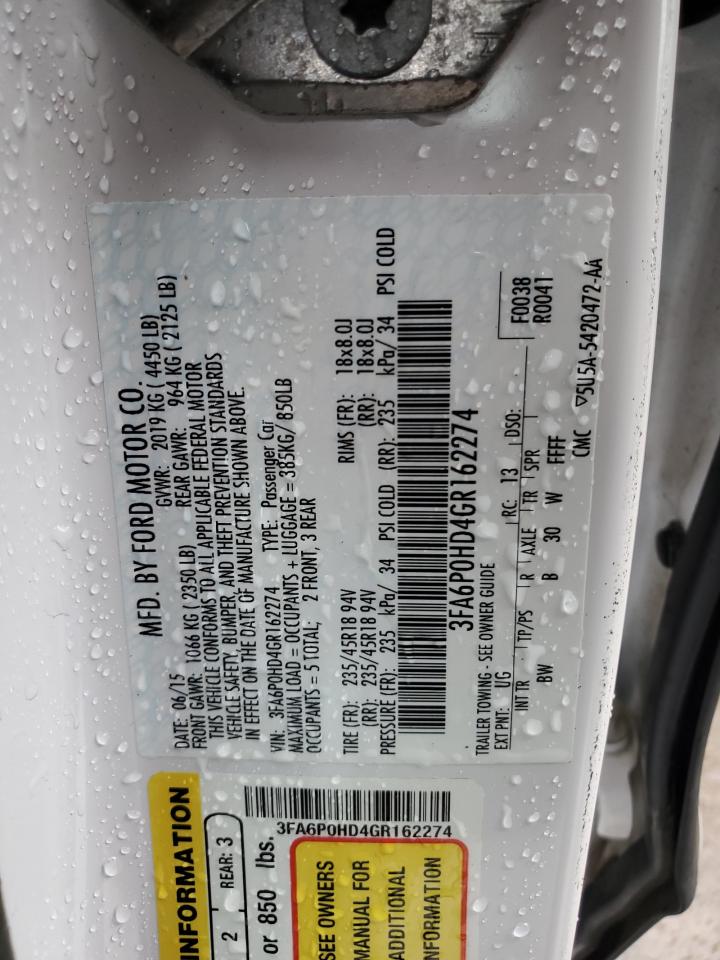 MFD. BY FORD MOTOR CO.
DATE: 06/15 GVWR: 2019 KG ( 4450 LB)
FRONT GAWR: 1066 KG ( 2350 LB) REAR GAWR: 964 KG ( 2125 LB)
THIS VEHICLE CONFORMS TO ALL APPLICABLE FEDERAL MOTOR
VEHICLE SAFETY, BUMPER, AND THEFT PREVENTION STANDARDS
IN EFFECT ON THE DATE OF MANUFACTURE SHOWN ABOVE.
VIN: 3FA6P0HD4GR162274 TYPE: Passenger Car
MAXIMUM LOAD = OCCUPANTS + LUGGAGE = 385KG/850LB
OCCUPANTS = 5 TOTAL; 2 FRONT, 3 REAR
TIRE (FR): 235/45R18 94V RIMS (FR): 18x8.0J
(RR): 235/45R18 94V (RR): 18x8.0J
PRESSURE (FR): 235 kPa/ 34 PSI COLD (RR): 235 kPa/ 34 PSI COLD
3FA6P0HD4GR162274
TRAILER TOWING - SEE OWNER GUIDE
F0038
R0041
EXT PNT: UG RC: 13 DSO:
INT TR TP/PS R AXLE TR SPR
BW B 30 W FFFF
CMC ▽5U5A-5420472-AA
INFORMATION
2 REAR: 3
or 850 lbs.
3FA6P0HD4GR162274
SEE OWNERS
MANUAL FOR
ADDITIONAL
INFORMATION